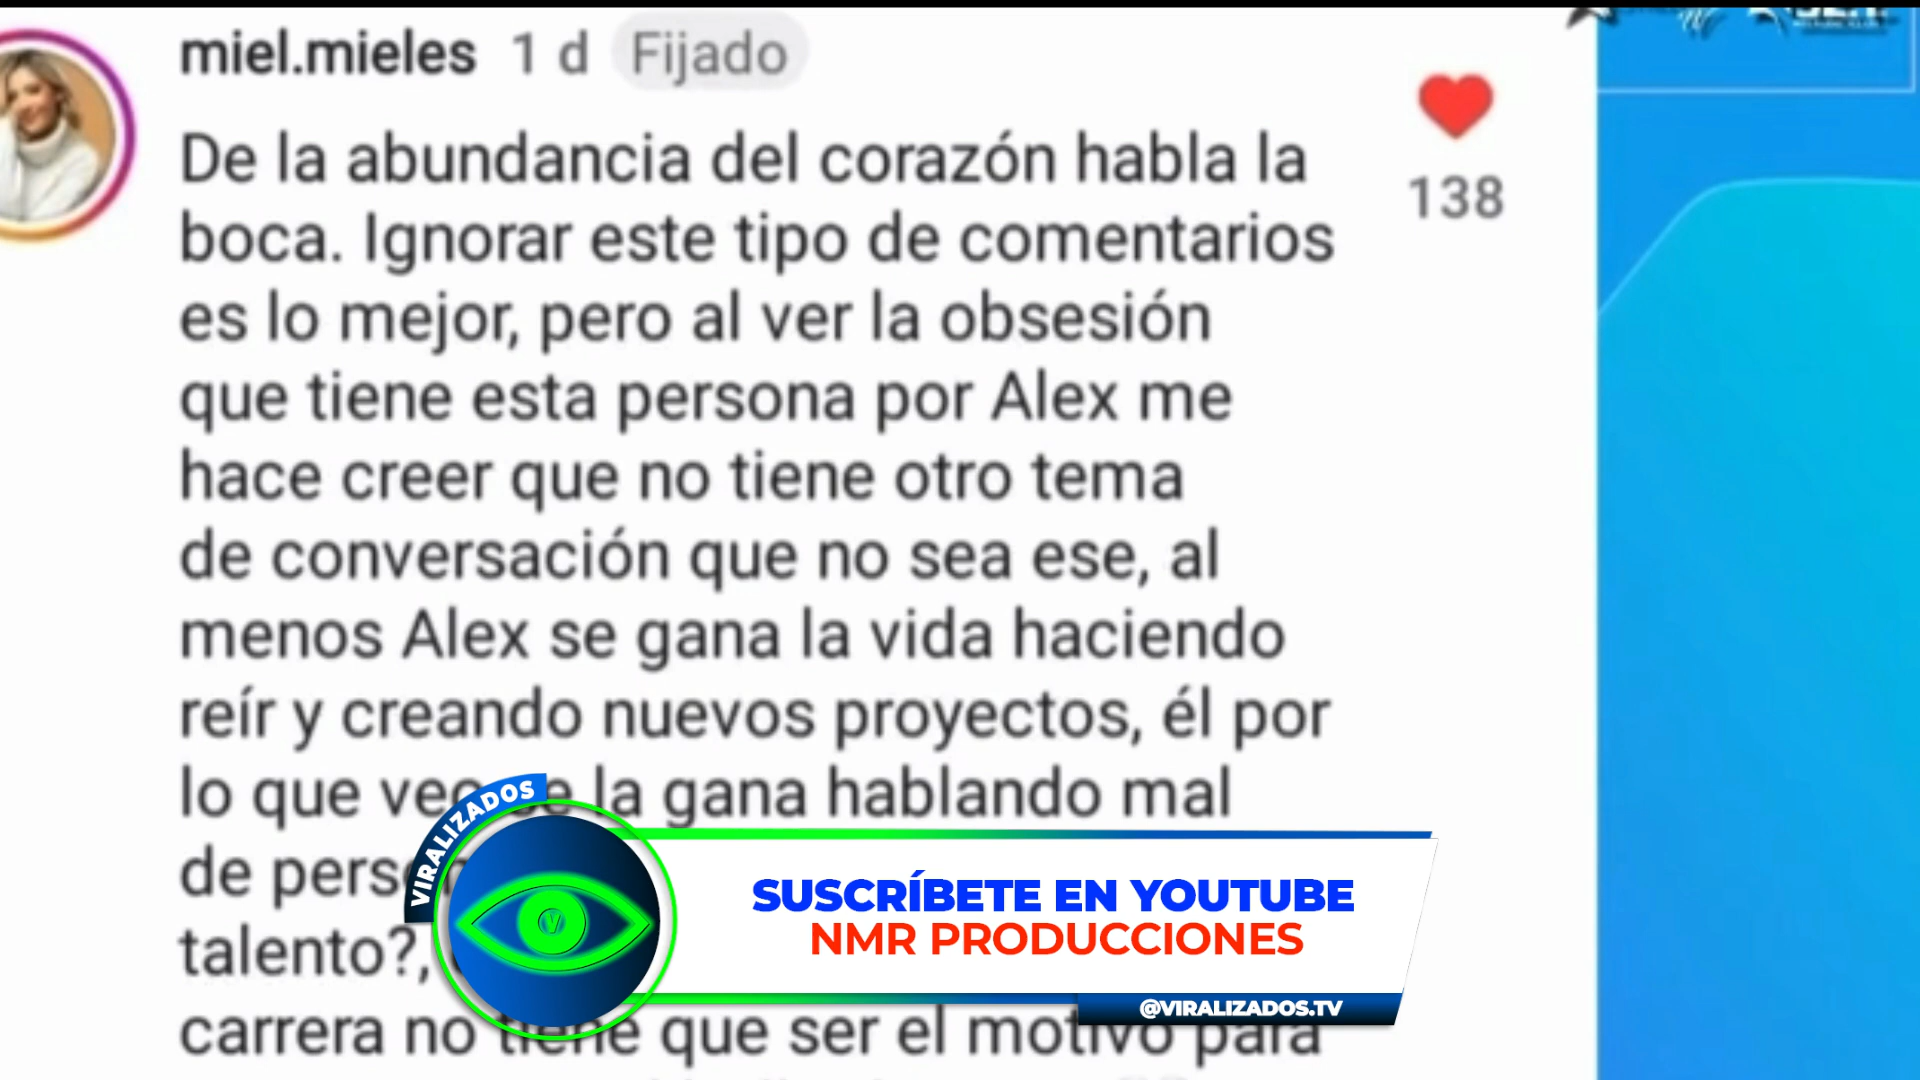 miel.mieles 1 d Fijado
138
De la abundancia del corazón habla la
boca. Ignorar este tipo de comentarios
es lo mejor, pero al ver la obsesión
que tiene esta persona por Alex me
hace creer que no tiene otro tema
de conversación que no sea ese, al
menos Alex se gana la vida haciendo
reír y creando nuevos proyectos, él por
lo que veo se la gana hablando mal
de
talento?,
carrera no tiene que ser el motivo para
VIRALIZADOS
V
SUSCRÍBETE EN YOUTUBE
NMR PRODUCCIONES
@VIRALIZADOS.TV